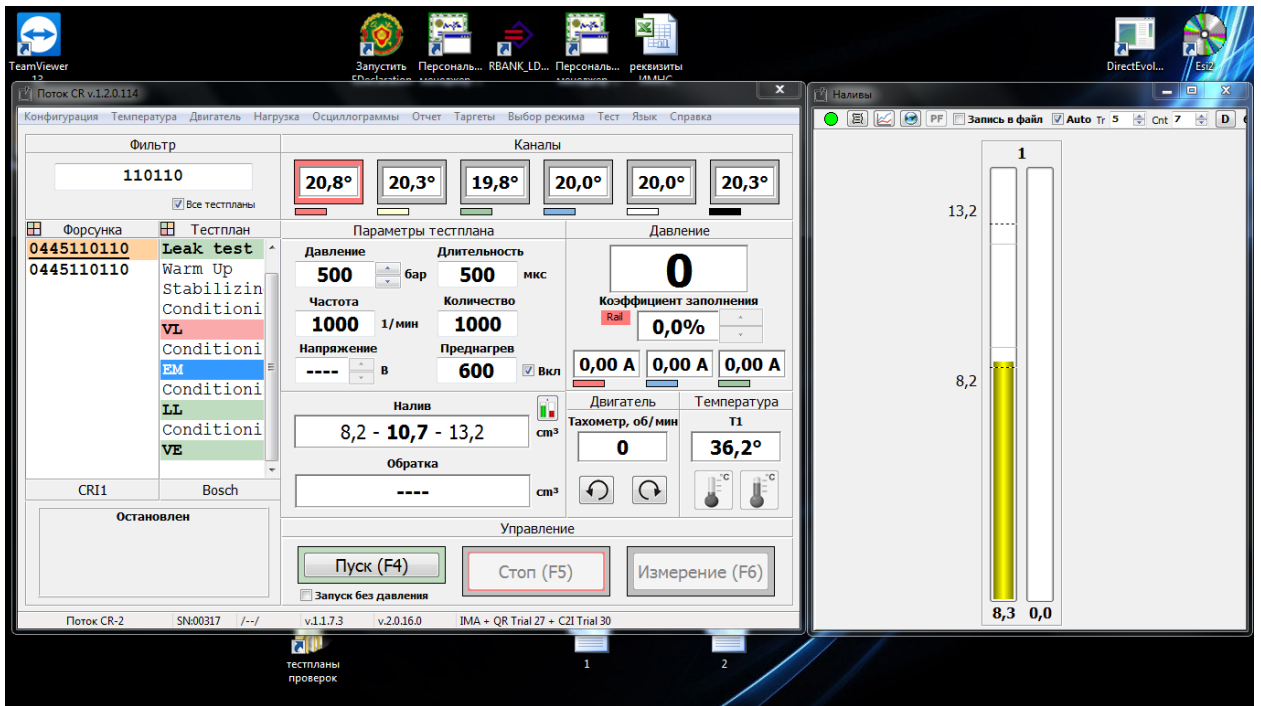 TeamViewer
13
Запустить
EDeclaration
Персональ...
менеджер
RBANK_LD...
Персональ...
менеджер
реквизиты
ИМНС
DirectEvol...
Esi2
Поток CR v.1.2.0.114
x
Конфигурация Температура Двигатель Нагрузка Осциллограммы Отчет Таргеты Выбор режима Тест Язык Справка
Фильтр
110110
Все тестпланы
Форсунка Тестплан
0445110110
0445110110
Leak test
Warm Up
Stabilizin
Conditioni
VL
Conditioni
EM
Conditioni
LL
Conditioni
VE
CRI1 Bosch
Остановлен
Каналы
20,8° 20,3° 19,8° 20,0° 20,0° 20,3°
Параметры тестплана
Давление Длительность
500 бар 500 мкс
Частота Количество
1000 1/мин 1000
Напряжение Преднагрев
---- В 600 Вкл
Налив
8,2 - 10,7 - 13,2 cm³
Обратка
---- cm³
Давление
0
Коэффициент заполнения
Rail 0,0%
0,00 А 0,00 А 0,00 А
Двигатель Температура
Тахометр, об/мин T1
0 36,2°
°C °C
Управление
Пуск (F4) Стоп (F5) Измерение (F6)
Запуск без давления
Поток CR-2 SN:00317 /--/ v.1.1.7.3 v.2.0.16.0 IMA + QR Trial 27 + C2I Trial 30
Наливы
X
PF Запись в файл Auto Tr 5 Cnt 7 D
1
13,2
8,2
8,3 0,0
тестпланы
проверок
1
2